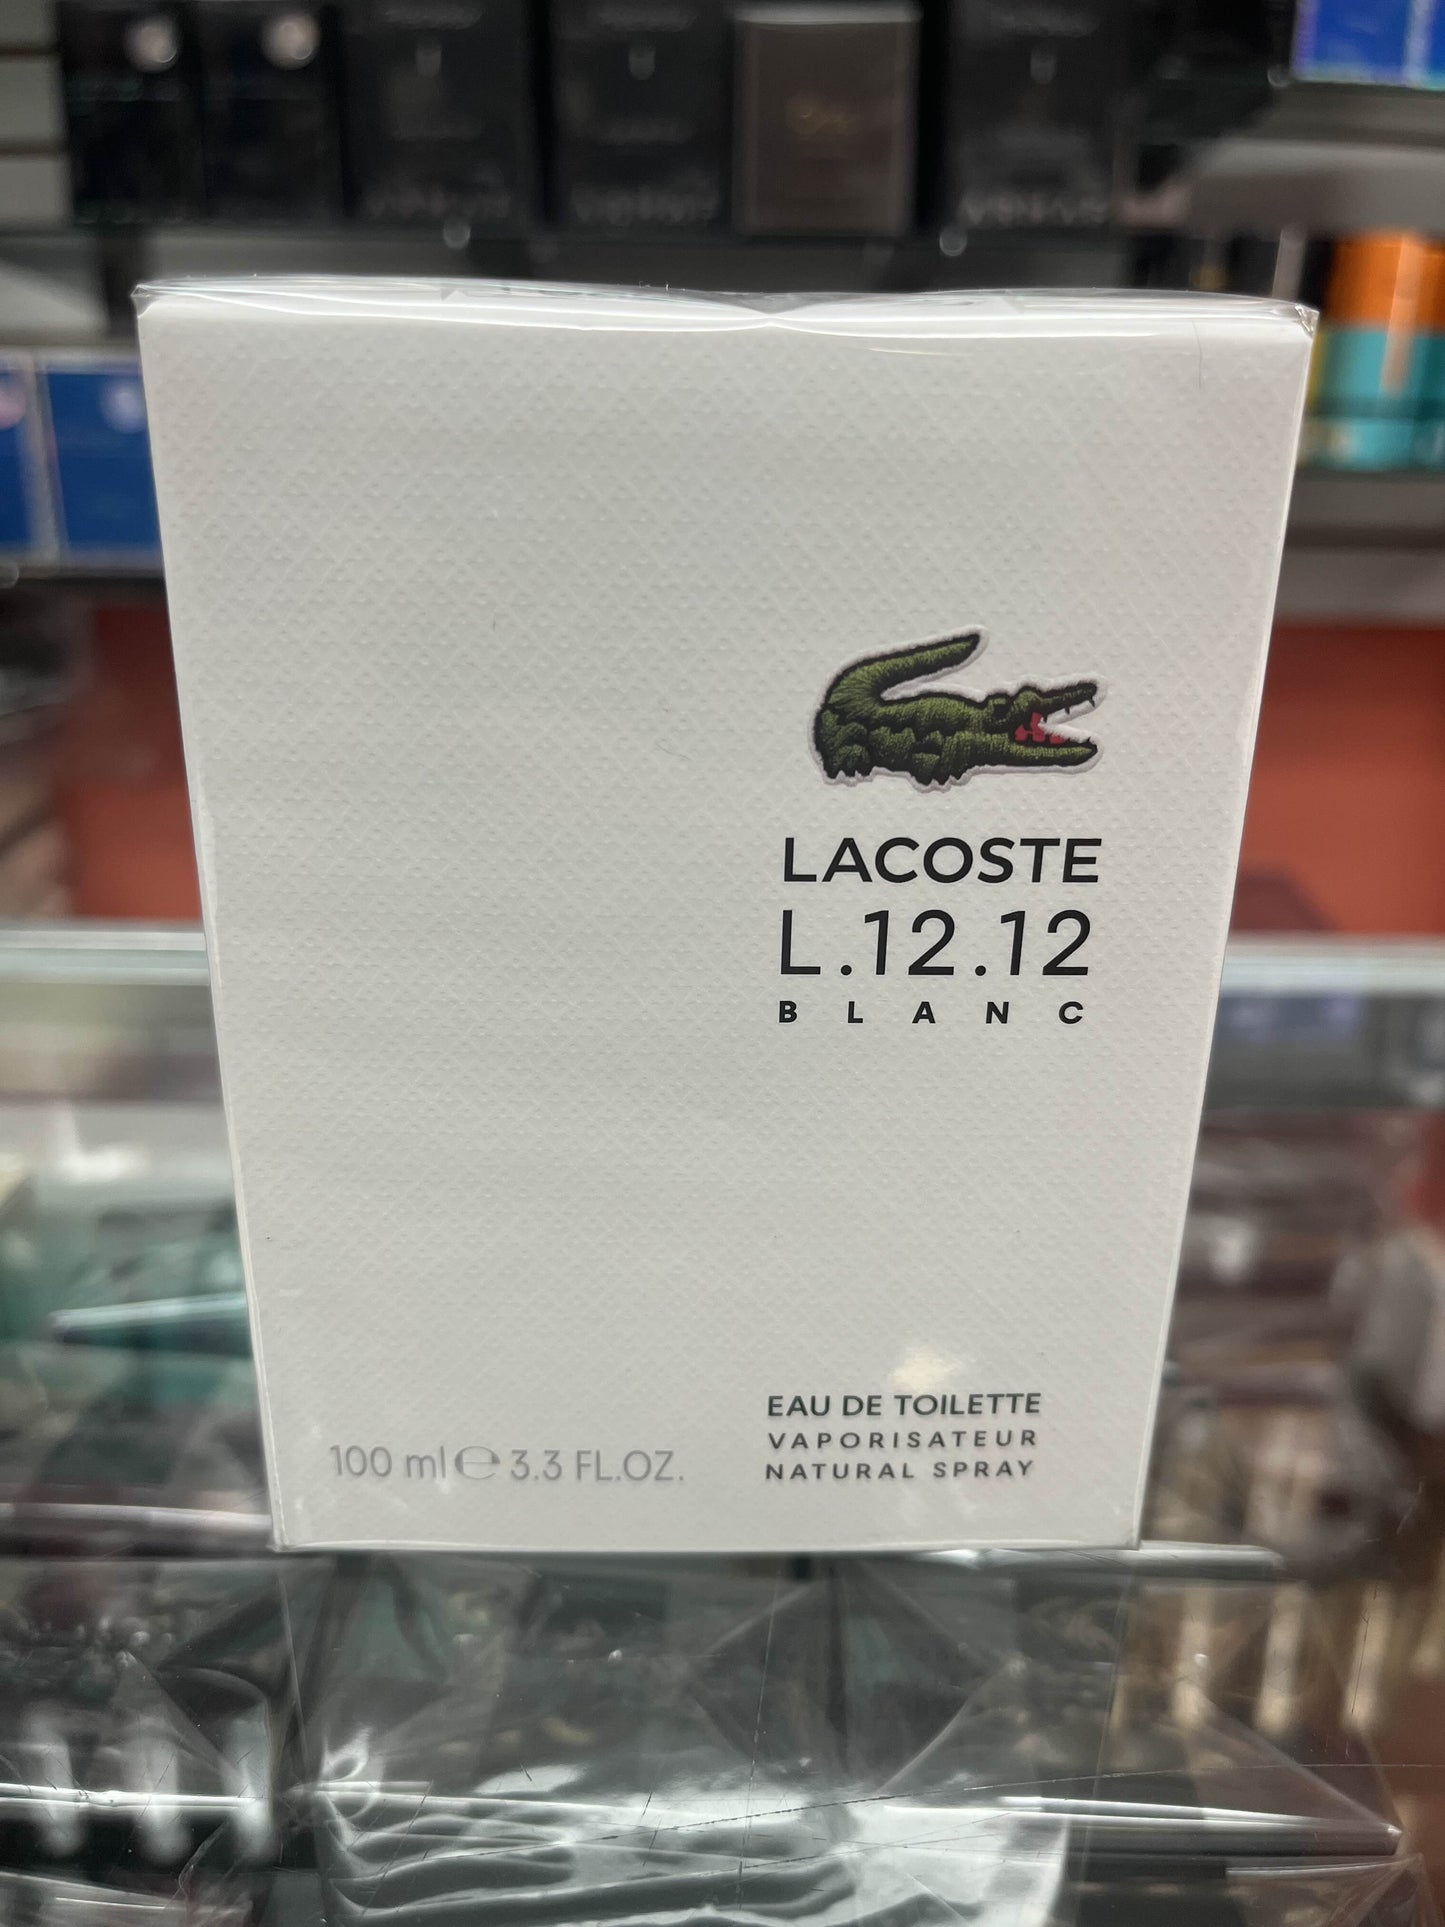 LACOSTE
L.12.12
BLANC
EAU DE TOILETTE
VAPORISATEUR
NATURAL SPRAY
100 ml ℮ 3.3 FL.OZ.